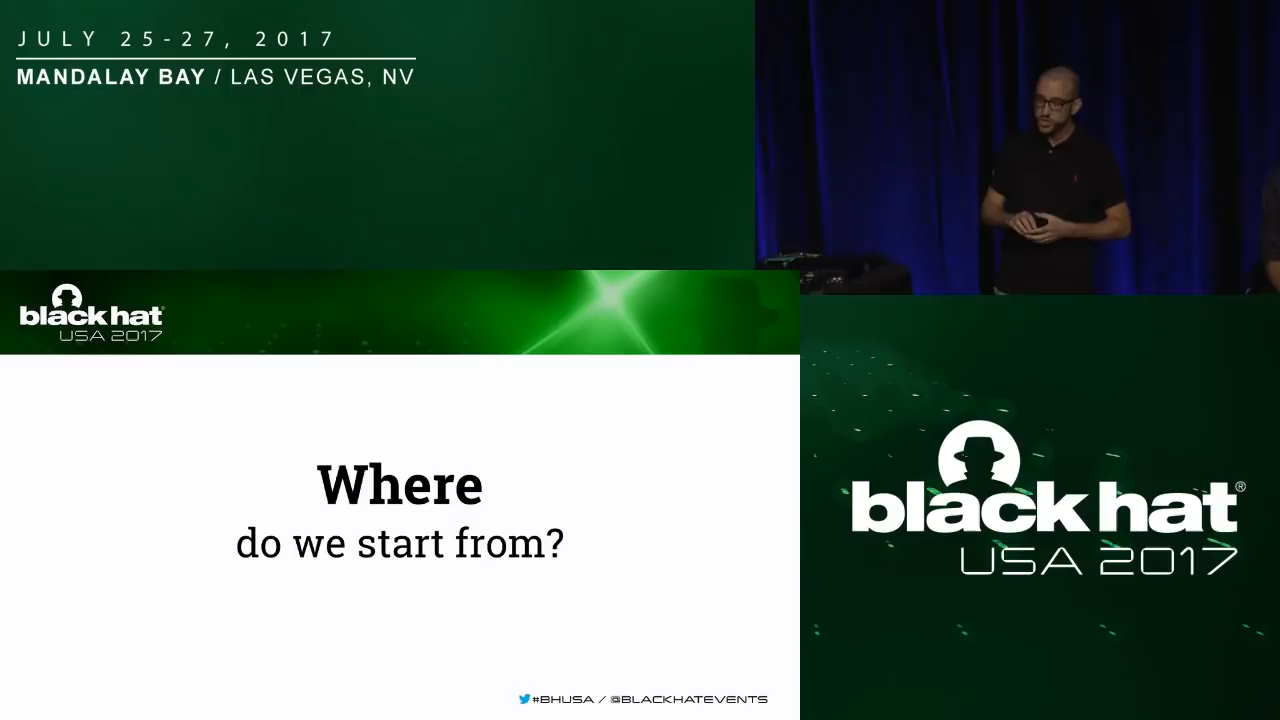 JULY 25-27, 2017
MANDALAY BAY / LAS VEGAS, NV
black hat
USA 2017
Where
do we start from?
#BHUSA / @BLACKHATEVENTS
black hat®
USA 2017